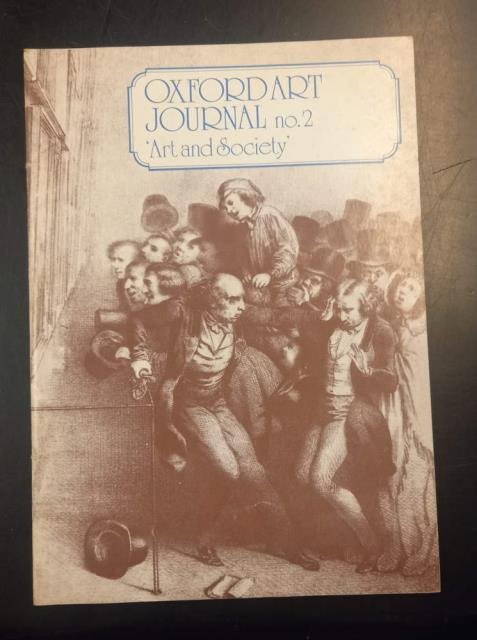 OXFORD ART
JOURNAL no.2
'Art and Society'